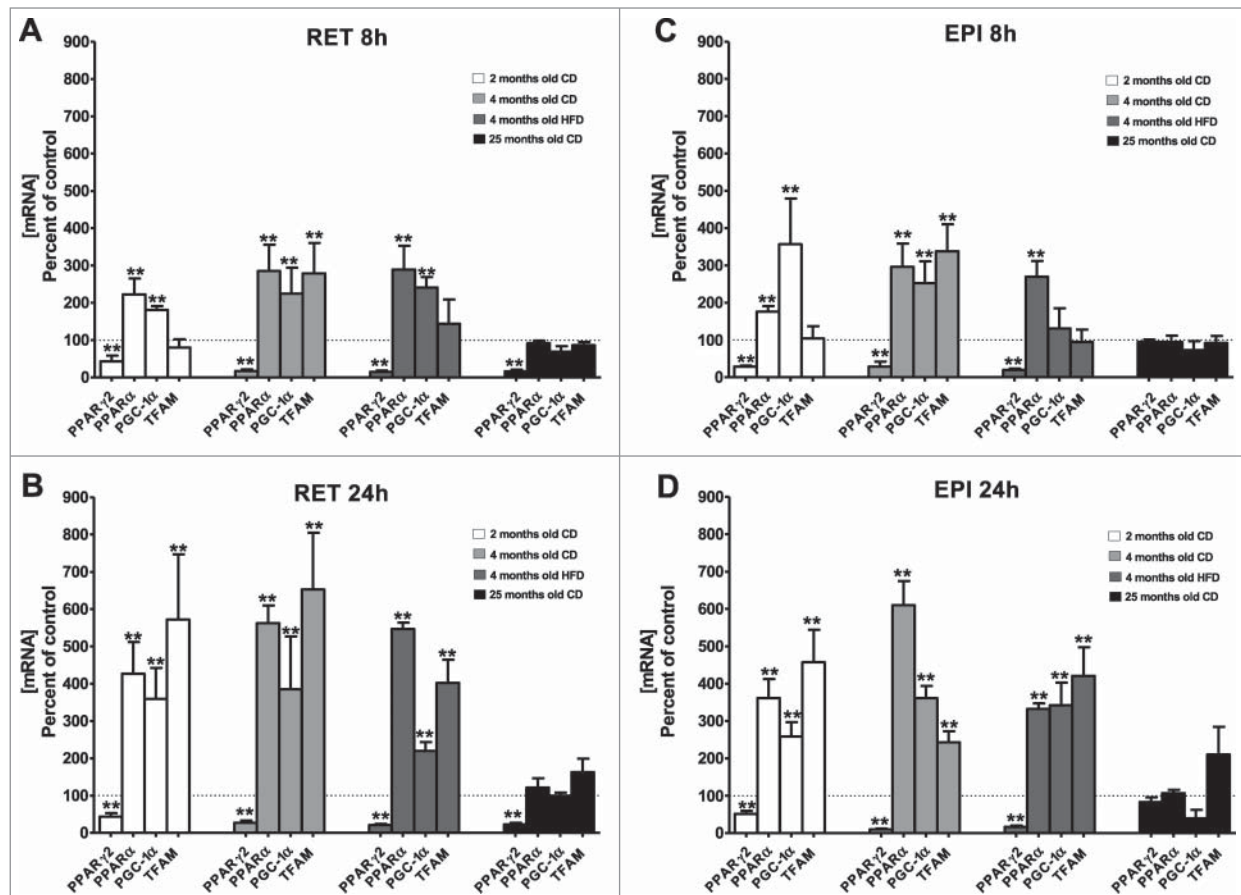 A
RET 8h
900
800
700
600
500
400
300
200
100
0
[mRNA]
Percent of control
2 months old CD
4 months old CD
4 months old HFD
25 months old CD
** ** **
** ** ** **
** ** **
**
PPARγ2 PPARα PGC-1α TFAM PPARγ2 PPARα PGC-1α TFAM PPARγ2 PPARα PGC-1α TFAM PPARγ2 PPARα PGC-1α TFAM
C
EPI 8h
900
800
700
600
500
400
300
200
100
0
[mRNA]
Percent of control
2 months old CD
4 months old CD
4 months old HFD
25 months old CD
** ** **
** ** ** **
** **
PPARγ2 PPARα PGC-1α TFAM PPARγ2 PPARα PGC-1α TFAM PPARγ2 PPARα PGC-1α TFAM PPARγ2 PPARα PGC-1α TFAM
B
RET 24h
900
800
700
600
500
400
300
200
100
0
[mRNA]
Percent of control
2 months old CD
4 months old CD
4 months old HFD
25 months old CD
** ** ** **
** ** ** **
** ** ** **
**
PPARγ2 PPARα PGC-1α TFAM PPARγ2 PPARα PGC-1α TFAM PPARγ2 PPARα PGC-1α TFAM PPARγ2 PPARα PGC-1α TFAM
D
EPI 24h
900
800
700
600
500
400
300
200
100
0
[mRNA]
Percent of control
2 months old CD
4 months old CD
4 months old HFD
25 months old CD
** ** ** **
** ** ** **
** ** ** **
PPARγ2 PPARα PGC-1α TFAM PPARγ2 PPARα PGC-1α TFAM PPARγ2 PPARα PGC-1α TFAM PPARγ2 PPARα PGC-1α TFAM